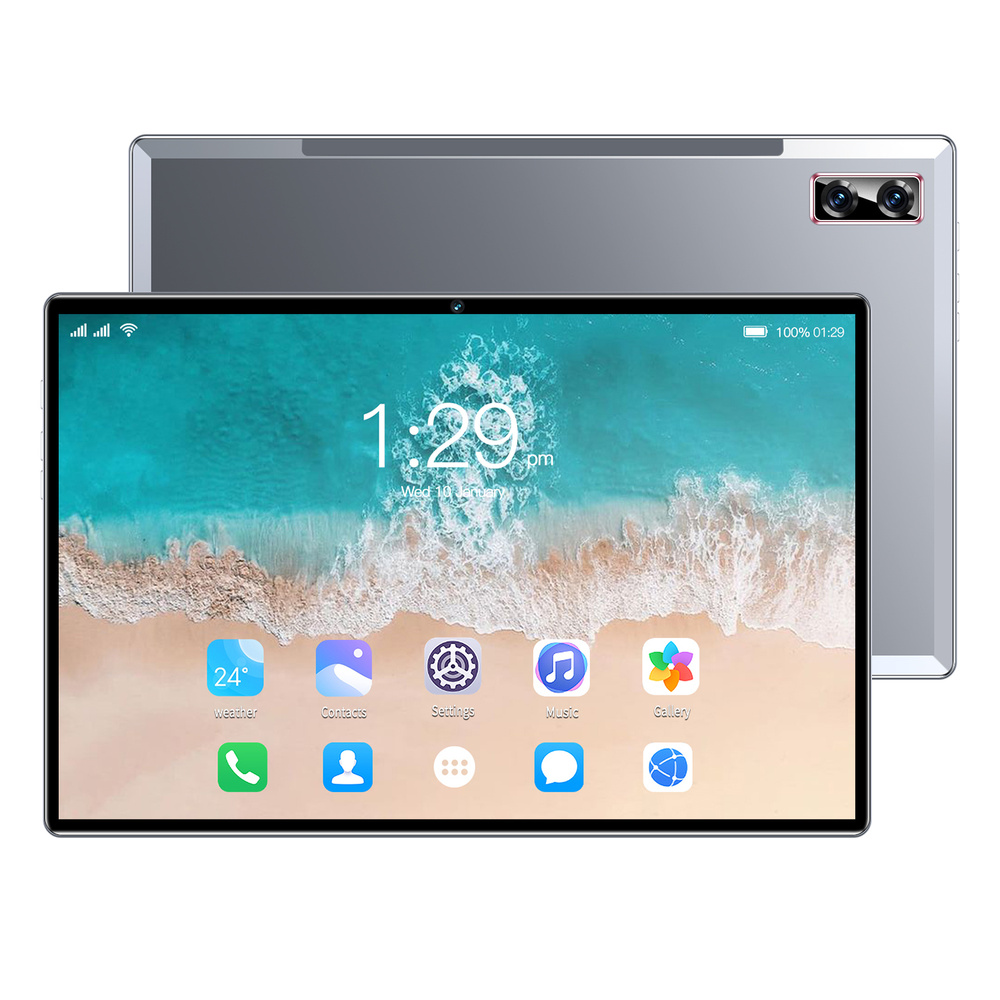 100% 01:29
1:29 pm
Wed 10 January
24°
weather
Contacts
Settings
Music
Gallery